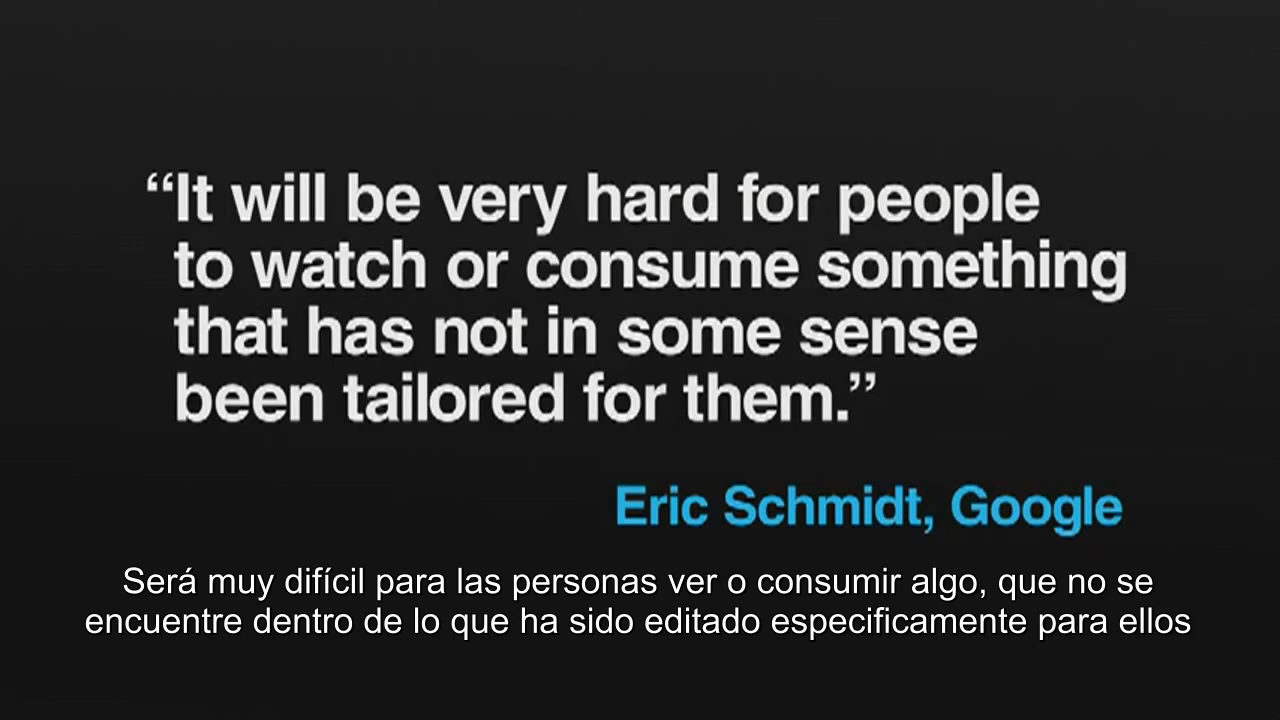 “It will be very hard for people
to watch or consume something
that has not in some sense
been tailored for them.”
Eric Schmidt, Google
Será muy difícil para las personas ver o consumir algo, que no se
encuentre dentro de lo que ha sido editado especificamente para ellos